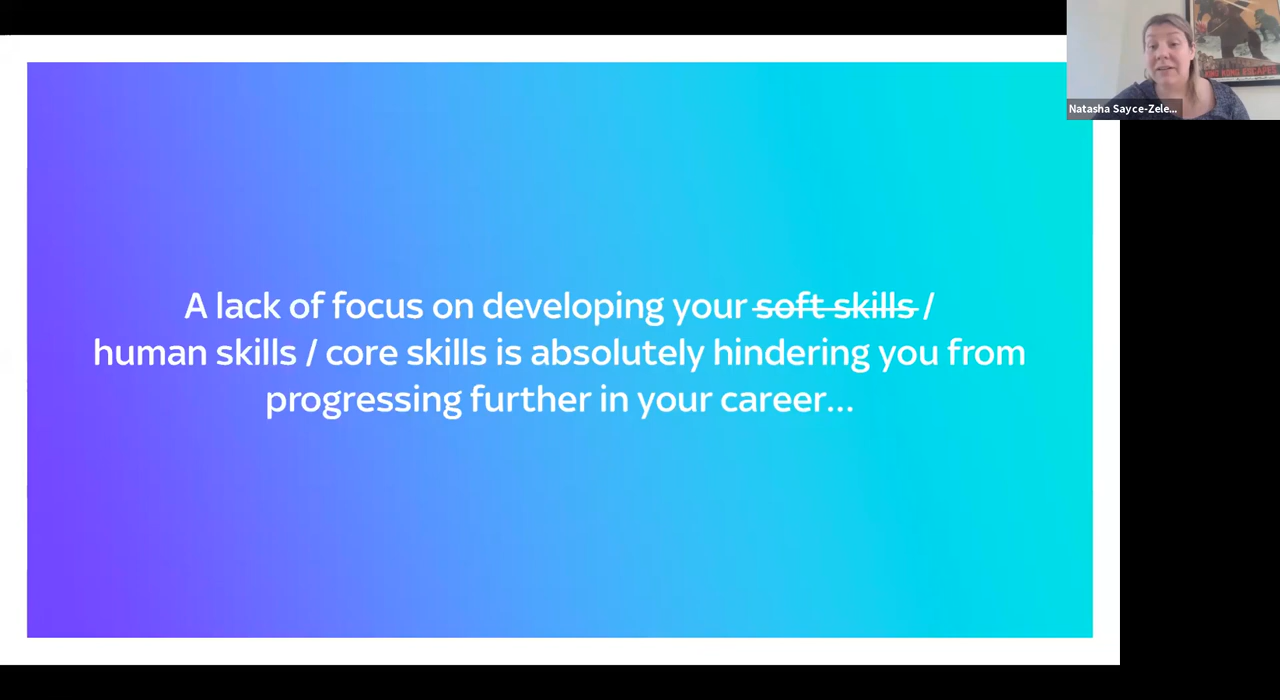 A lack of focus on developing your soft skills /
human skills / core skills is absolutely hindering you from
progressing further in your career...
Natasha Sayce-Zele...